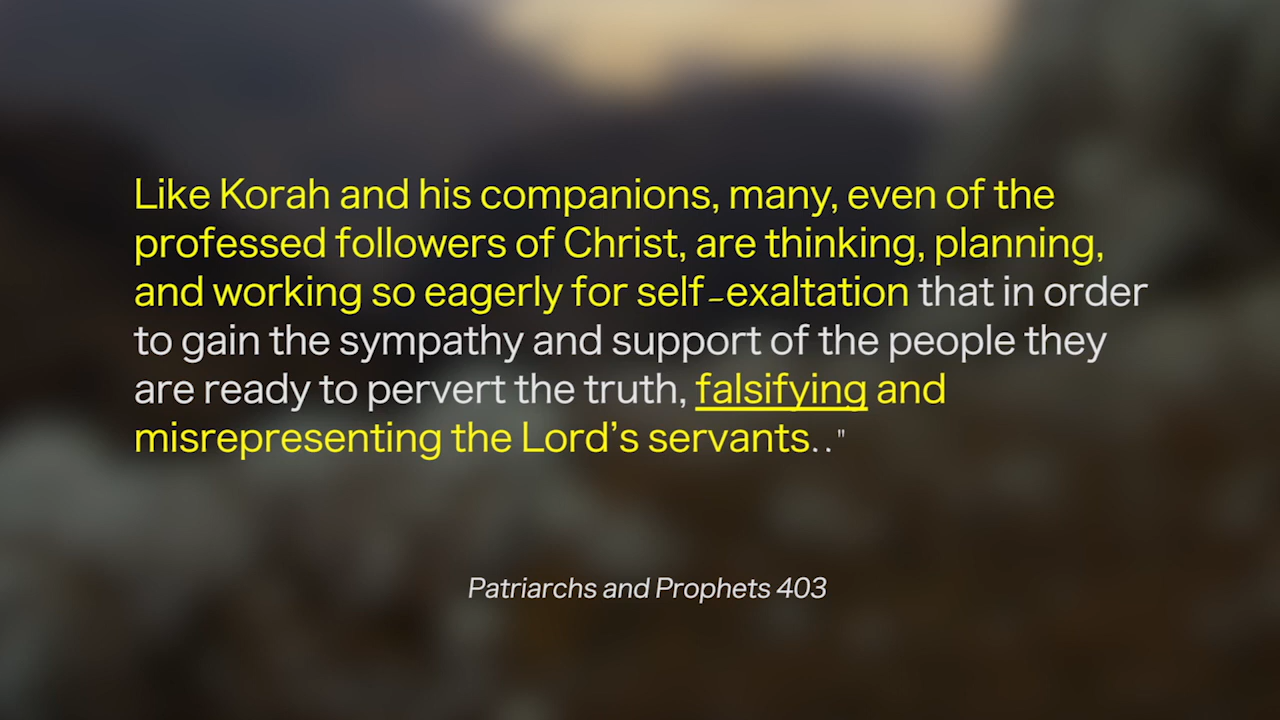 Like Korah and his companions, many, even of the
professed followers of Christ, are thinking, planning,
and working so eagerly for self-exaltation that in order
to gain the sympathy and support of the people they
are ready to pervert the truth, falsifying and
misrepresenting the Lord’s servants. . "
Patriarchs and Prophets 403